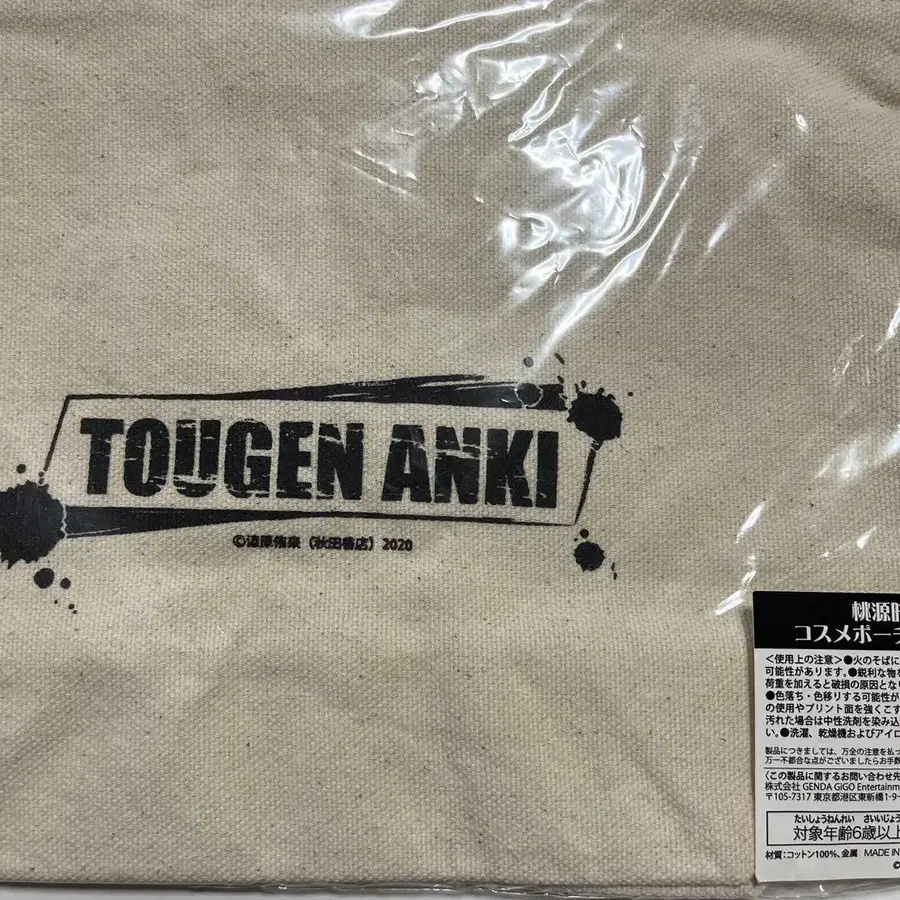 TOUGEN ANKI
©漆原侑来（秋田書店）2020
桃源暗
コスメポーチ
＜使用上の注意＞●火のそばに
可能性があります。●鋭利な物を
荷重を加えると破損の原因とな
●色落ち・色移りする可能性が
の使用やプリント面を強くこす
汚れた場合は中性洗剤を染み込
い。●洗濯、乾燥機およびアイロ
製品につきましては、万全の注意を払っ
万一不都合な点がございましたらお手数
〈この製品に関するお問い合わせ先
株式会社 GENDA GiGO Entertainm
〒105-7317 東京都港区東新橋1-9-
たいしょうねんれい さいいじょう
対象年齢6歳以上
材質：コットン100%、金属 MADE IN
©